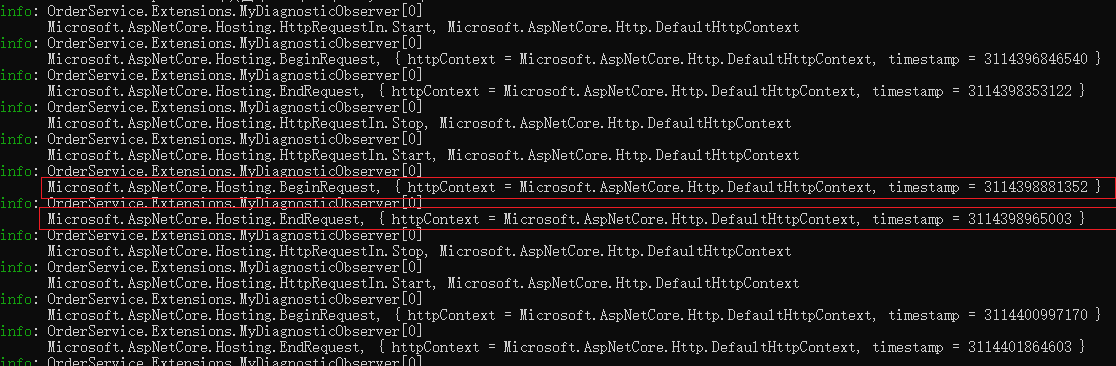 info: OrderService.Extensions.MyDiagnosticObserver[0]
Microsoft.AspNetCore.Hosting.HttpRequestIn.Start, Microsoft.AspNetCore.Http.DefaultHttpContext
info: OrderService.Extensions.MyDiagnosticObserver[0]
Microsoft.AspNetCore.Hosting.BeginRequest, { httpContext = Microsoft.AspNetCore.Http.DefaultHttpContext, timestamp = 3114396846540 }
info: OrderService.Extensions.MyDiagnosticObserver[0]
Microsoft.AspNetCore.Hosting.EndRequest, { httpContext = Microsoft.AspNetCore.Http.DefaultHttpContext, timestamp = 3114398353122 }
info: OrderService.Extensions.MyDiagnosticObserver[0]
Microsoft.AspNetCore.Hosting.HttpRequestIn.Stop, Microsoft.AspNetCore.Http.DefaultHttpContext
info: OrderService.Extensions.MyDiagnosticObserver[0]
Microsoft.AspNetCore.Hosting.HttpRequestIn.Start, Microsoft.AspNetCore.Http.DefaultHttpContext
info: OrderService.Extensions.MyDiagnosticObserver[0]
Microsoft.AspNetCore.Hosting.BeginRequest, { httpContext = Microsoft.AspNetCore.Http.DefaultHttpContext, timestamp = 3114398881352 }
info: OrderService.Extensions.MyDiagnosticObserver[0]
Microsoft.AspNetCore.Hosting.EndRequest, { httpContext = Microsoft.AspNetCore.Http.DefaultHttpContext, timestamp = 3114398965003 }
info: OrderService.Extensions.MyDiagnosticObserver[0]
Microsoft.AspNetCore.Hosting.HttpRequestIn.Stop, Microsoft.AspNetCore.Http.DefaultHttpContext
info: OrderService.Extensions.MyDiagnosticObserver[0]
Microsoft.AspNetCore.Hosting.HttpRequestIn.Start, Microsoft.AspNetCore.Http.DefaultHttpContext
info: OrderService.Extensions.MyDiagnosticObserver[0]
Microsoft.AspNetCore.Hosting.BeginRequest, { httpContext = Microsoft.AspNetCore.Http.DefaultHttpContext, timestamp = 3114400997170 }
info: OrderService.Extensions.MyDiagnosticObserver[0]
Microsoft.AspNetCore.Hosting.EndRequest, { httpContext = Microsoft.AspNetCore.Http.DefaultHttpContext, timestamp = 3114401864603 }
info: OrderService.Extensions.MyDiagnosticObserver[0]